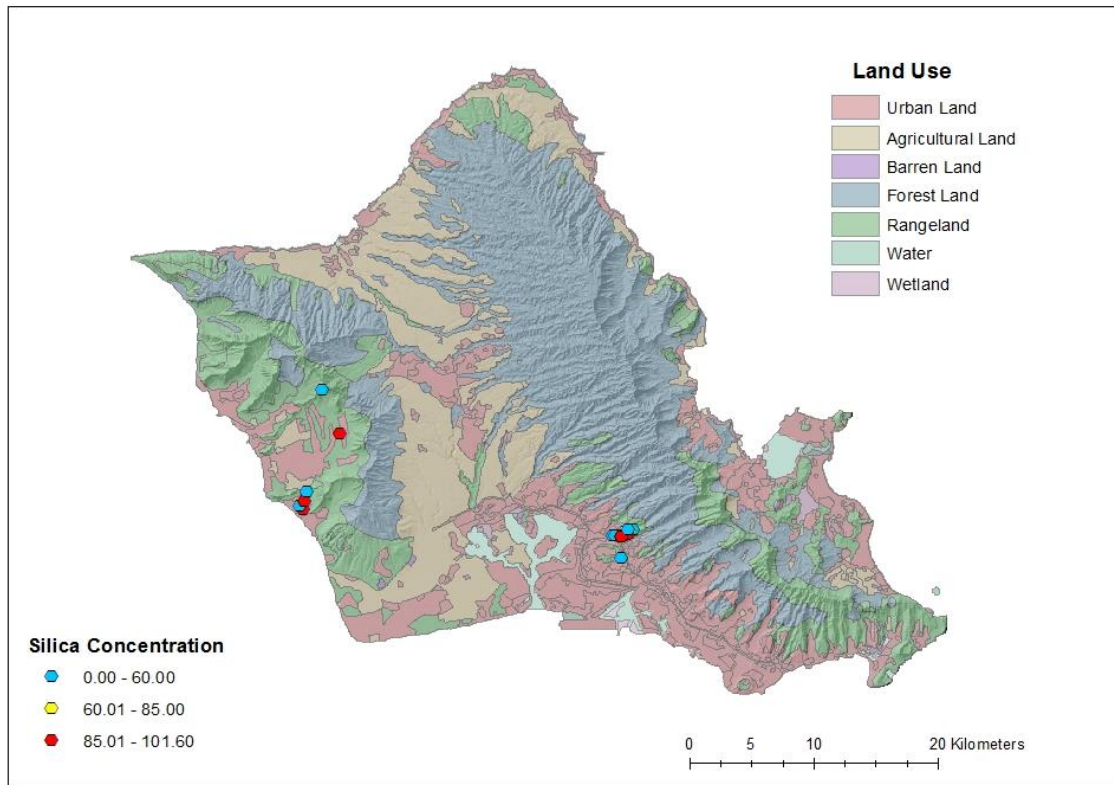 Land Use
Urban Land
Agricultural Land
Barren Land
Forest Land
Rangeland
Water
Wetland
Silica Concentration
0.00 - 60.00
60.01 - 85.00
85.01 - 101.60
0 5 10 20 Kilometers